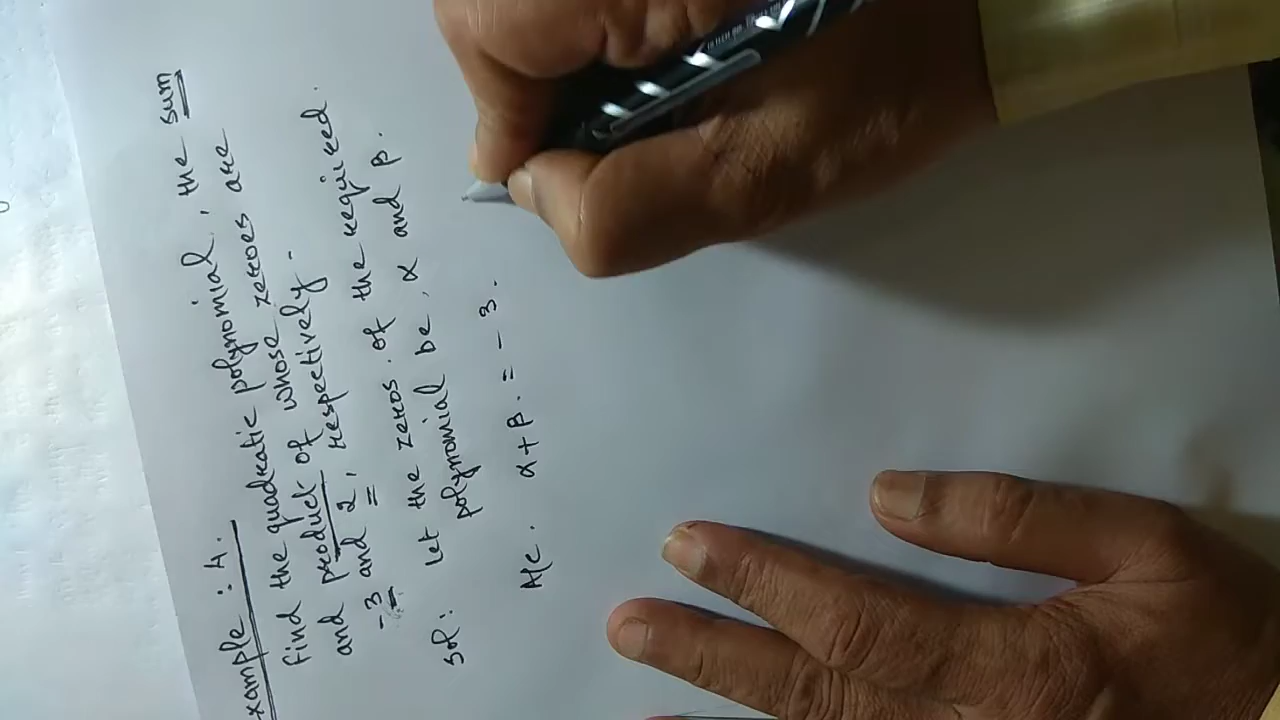 xample : 4.
Find the quadratic polynomial, the sum
and product of whose zeroes are
-3 and 2, respectively.
Sol: Let the zeros of the required.
polynomial be, α and β.
A/c. α + β. = - 3.